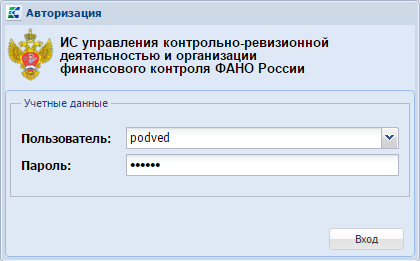 Авторизация
ИС управления контрольно-ревизионной
деятельностью и организации
финансового контроля ФАНО России
Учетные данные
Пользователь: podved
Пароль: ••••••
Вход